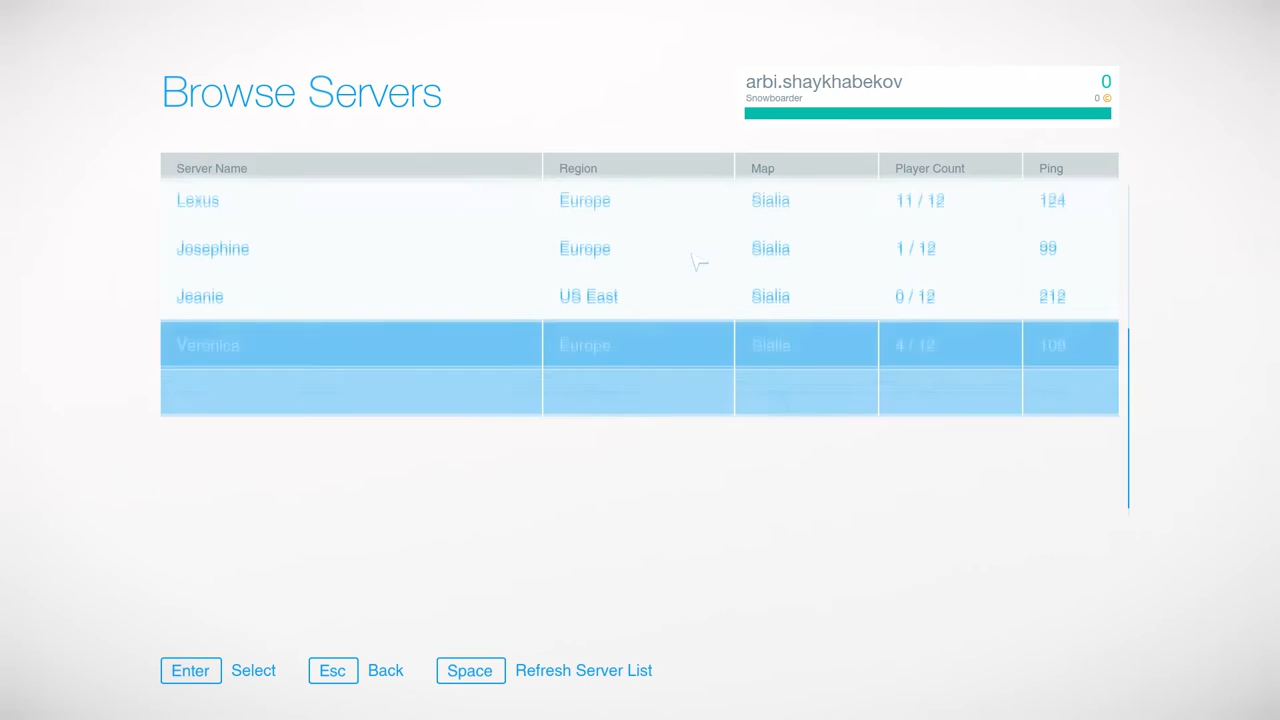 Browse Servers
arbi.shaykhabekov 0
Snowboarder 0 ©
Server Name Region Map Player Count Ping
Lexus Europe Sialia 11 / 12 124
Josephine Europe Sialia 1 / 12 99
Jeanie US East Sialia 0 / 12 212
Veronica Europe Sialia 4 / 12
Enter Select Esc Back Space Refresh Server List